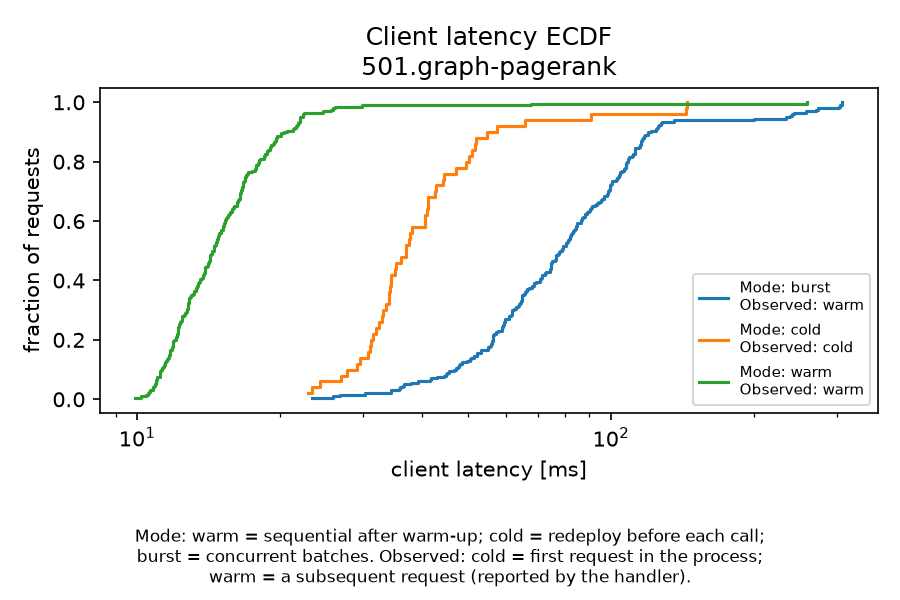 Client latency ECDF
501.graph-pagerank
1.0
0.8
0.6
0.4
0.2
0.0
fraction of requests
10¹
10²
client latency [ms]
Mode: burst
Observed: warm
Mode: cold
Observed: cold
Mode: warm
Observed: warm
Mode: warm = sequential after warm-up; cold = redeploy before each call;
burst = concurrent batches. Observed: cold = first request in the process;
warm = a subsequent request (reported by the handler).